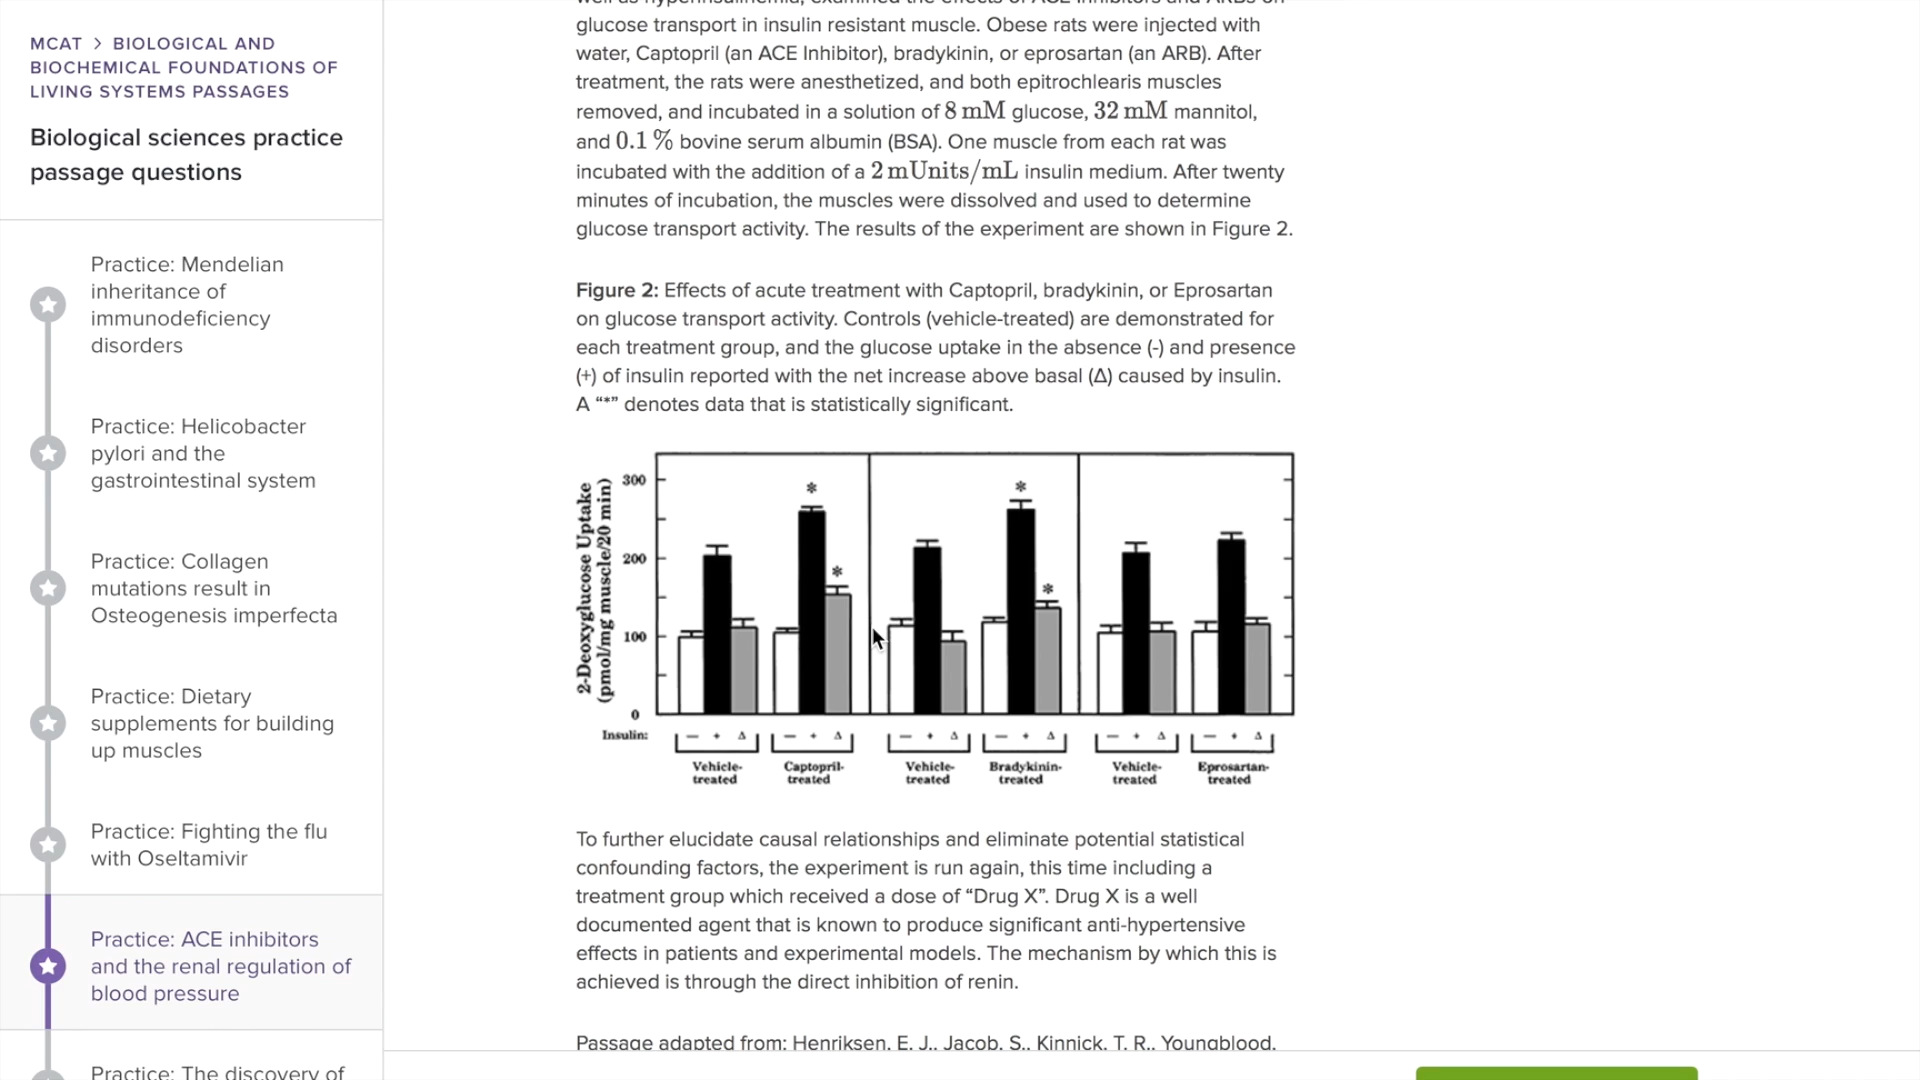 MCAT > BIOLOGICAL AND
BIOCHEMICAL FOUNDATIONS OF
LIVING SYSTEMS PASSAGES
Biological sciences practice
passage questions
Practice: Mendelian
inheritance of
immunodeficiency
disorders
Practice: Helicobacter
pylori and the
gastrointestinal system
Practice: Collagen
mutations result in
Osteogenesis imperfecta
Practice: Dietary
supplements for building
up muscles
Practice: Fighting the flu
with Oseltamivir
Practice: ACE inhibitors
and the renal regulation of
blood pressure
Practice: The discovery of
well as hyperinsulinemia, examined the effects of ACE Inhibitors and ARBs on
glucose transport in insulin resistant muscle. Obese rats were injected with
water, Captopril (an ACE Inhibitor), bradykinin, or eprosartan (an ARB). After
treatment, the rats were anesthetized, and both epitrochlearis muscles
removed, and incubated in a solution of 8 mM glucose, 32 mM mannitol,
and 0.1 % bovine serum albumin (BSA). One muscle from each rat was
incubated with the addition of a 2 mUnits/mL insulin medium. After twenty
minutes of incubation, the muscles were dissolved and used to determine
glucose transport activity. The results of the experiment are shown in Figure 2.
Figure 2: Effects of acute treatment with Captopril, bradykinin, or Eprosartan
on glucose transport activity. Controls (vehicle-treated) are demonstrated for
each treatment group, and the glucose uptake in the absence (-) and presence
(+) of insulin reported with the net increase above basal (Δ) caused by insulin.
A “*” denotes data that is statistically significant.
2-Deoxyglucose Uptake
(pmol/mg muscle/20 min)
300
200
100
0
* * * *
Insulin: – + Δ – + Δ – + Δ – + Δ – + Δ – + Δ
Vehicle-treated
Captopril-treated
Vehicle-treated
Bradykinin-treated
Vehicle-treated
Eprosartan-treated
To further elucidate causal relationships and eliminate potential statistical
confounding factors, the experiment is run again, this time including a
treatment group which received a dose of “Drug X”. Drug X is a well
documented agent that is known to produce significant anti-hypertensive
effects in patients and experimental models. The mechanism by which this is
achieved is through the direct inhibition of renin.
Passage adapted from: Henriksen, E. J., Jacob, S., Kinnick, T. R., Youngblood,